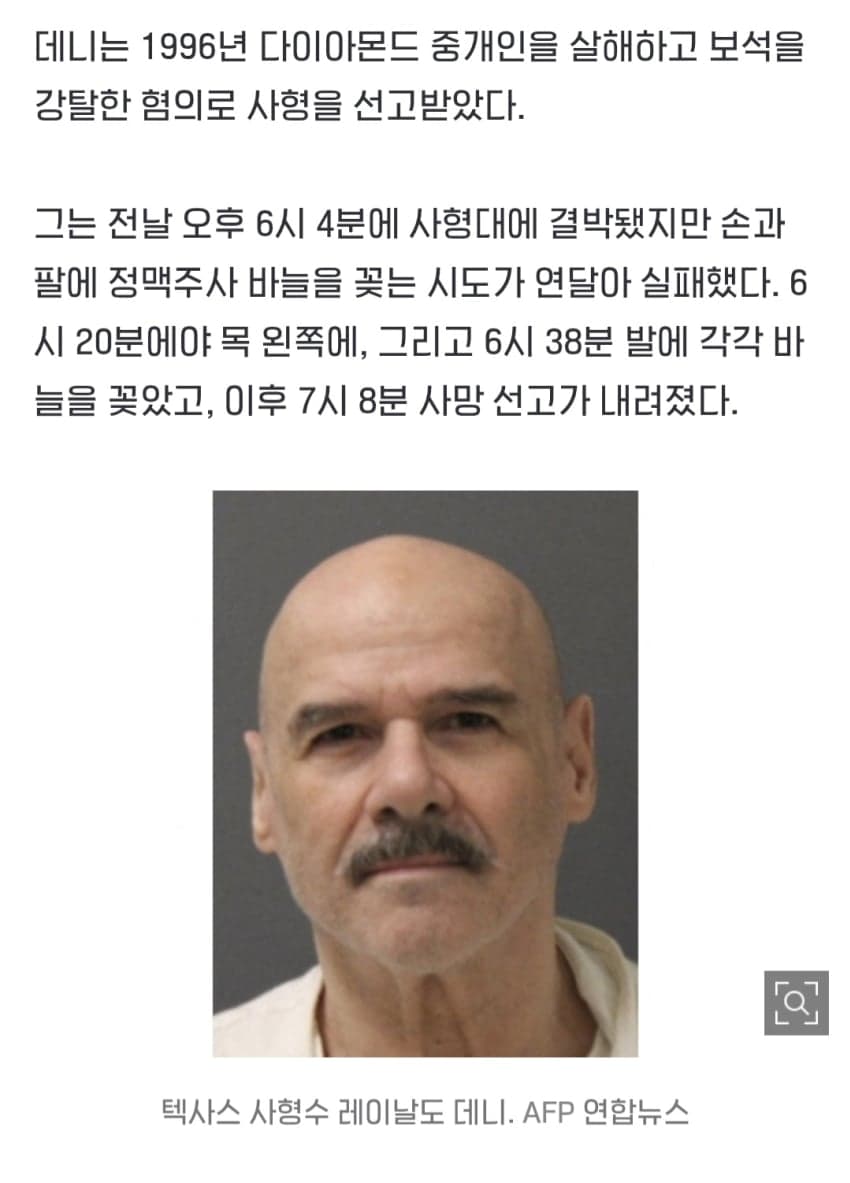 데니는 1996년 다이아몬드 중개인을 살해하고 보석을
강탈한 혐의로 사형을 선고받았다.
그는 전날 오후 6시 4분에 사형대에 결박됐지만 손과
팔에 정맥주사 바늘을 꽂는 시도가 연달아 실패했다. 6
시 20분에야 목 왼쪽에, 그리고 6시 38분 발에 각각 바
늘을 꽂았고, 이후 7시 8분 사망 선고가 내려졌다.
텍사스 사형수 레이날도 데니. AFP 연합뉴스